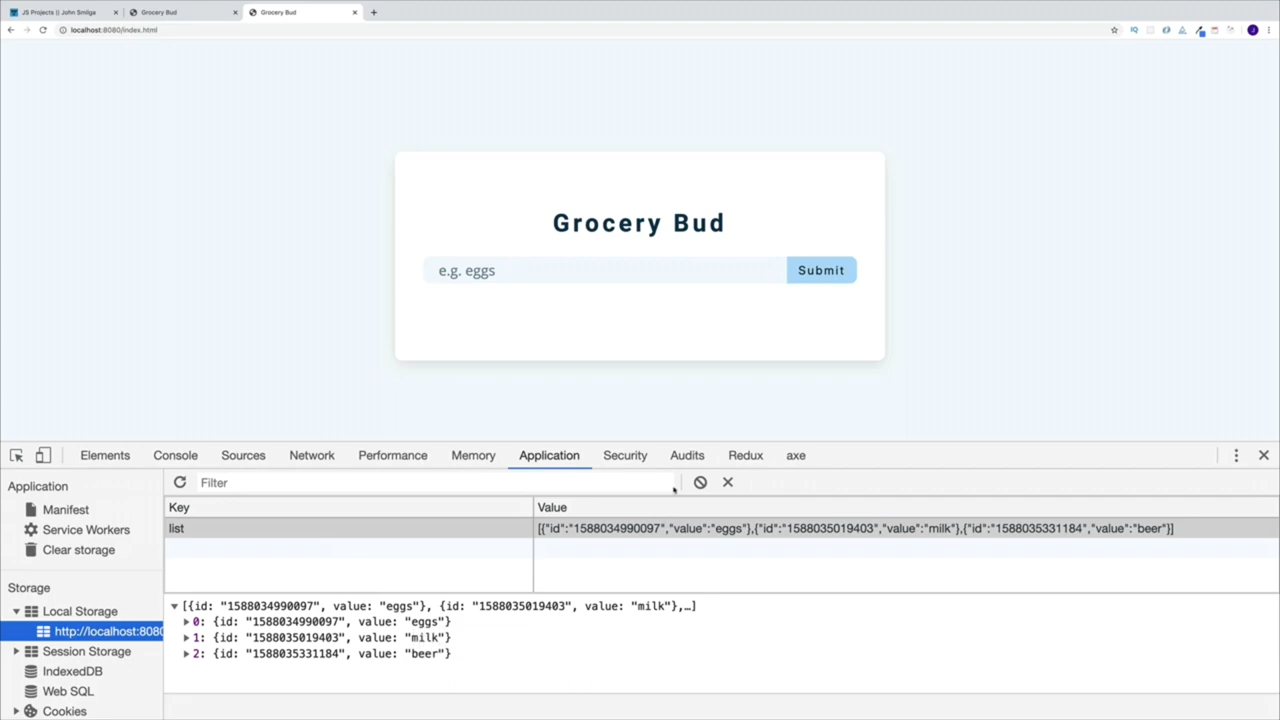 JS Projects || John Smilga
Grocery Bud
Grocery Bud
localhost:8080/index.html
J
Grocery Bud
e.g. eggs
Submit
Elements
Console
Sources
Network
Performance
Memory
Application
Security
Audits
Redux
axe
Application
Manifest
Service Workers
Clear storage
Storage
Local Storage
http://localhost:8080
Session Storage
IndexedDB
Web SQL
Cookies
Filter
Key
Value
list
[{"id":"1588034990097","value":"eggs"},{"id":"1588035019403","value":"milk"},{"id":"1588035331184","value":"beer"}]
[{id: "1588034990097", value: "eggs"}, {id: "1588035019403", value: "milk"},…]
0: {id: "1588034990097", value: "eggs"}
1: {id: "1588035019403", value: "milk"}
2: {id: "1588035331184", value: "beer"}